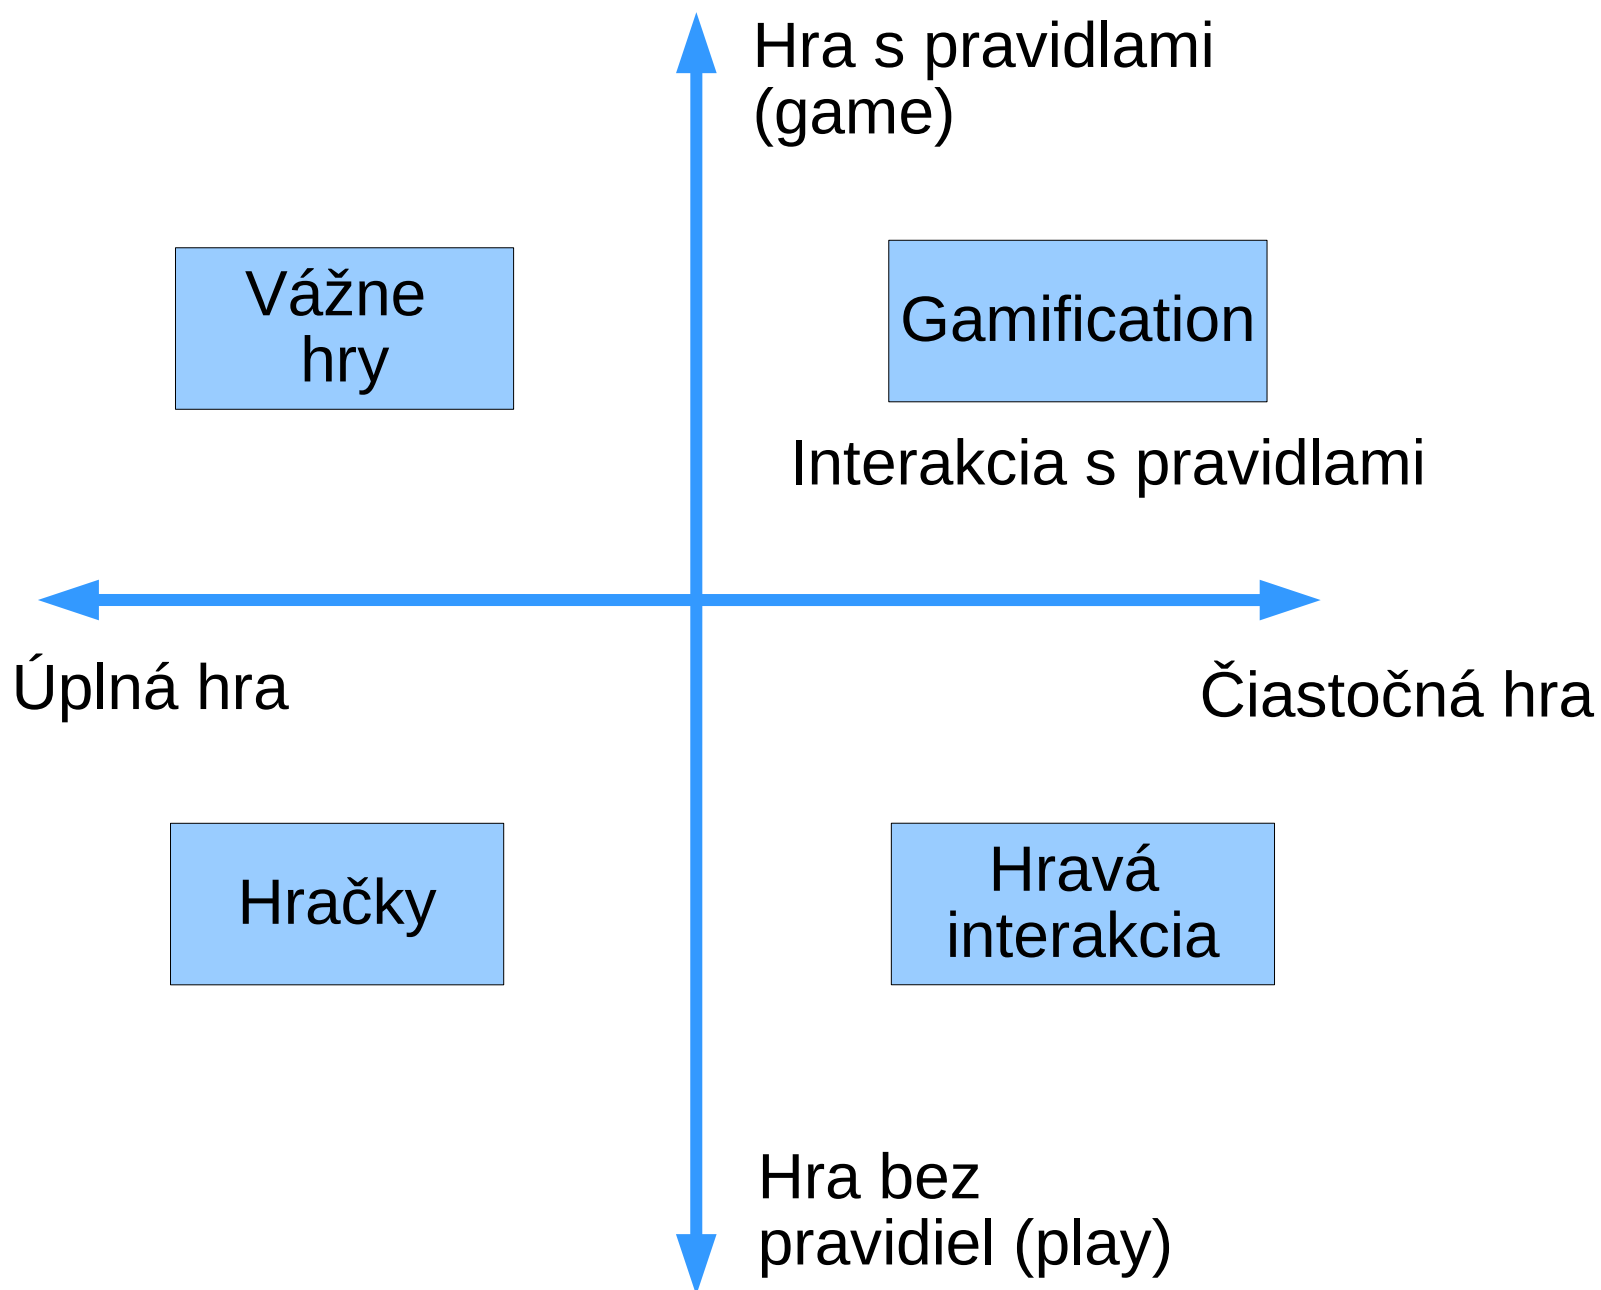 Hra s pravidlami
(game)
Vážne
hry
Gamification
Interakcia s pravidlami
Úplná hra
Čiastočná hra
Hračky
Hravá
interakcia
Hra bez
pravidiel (play)